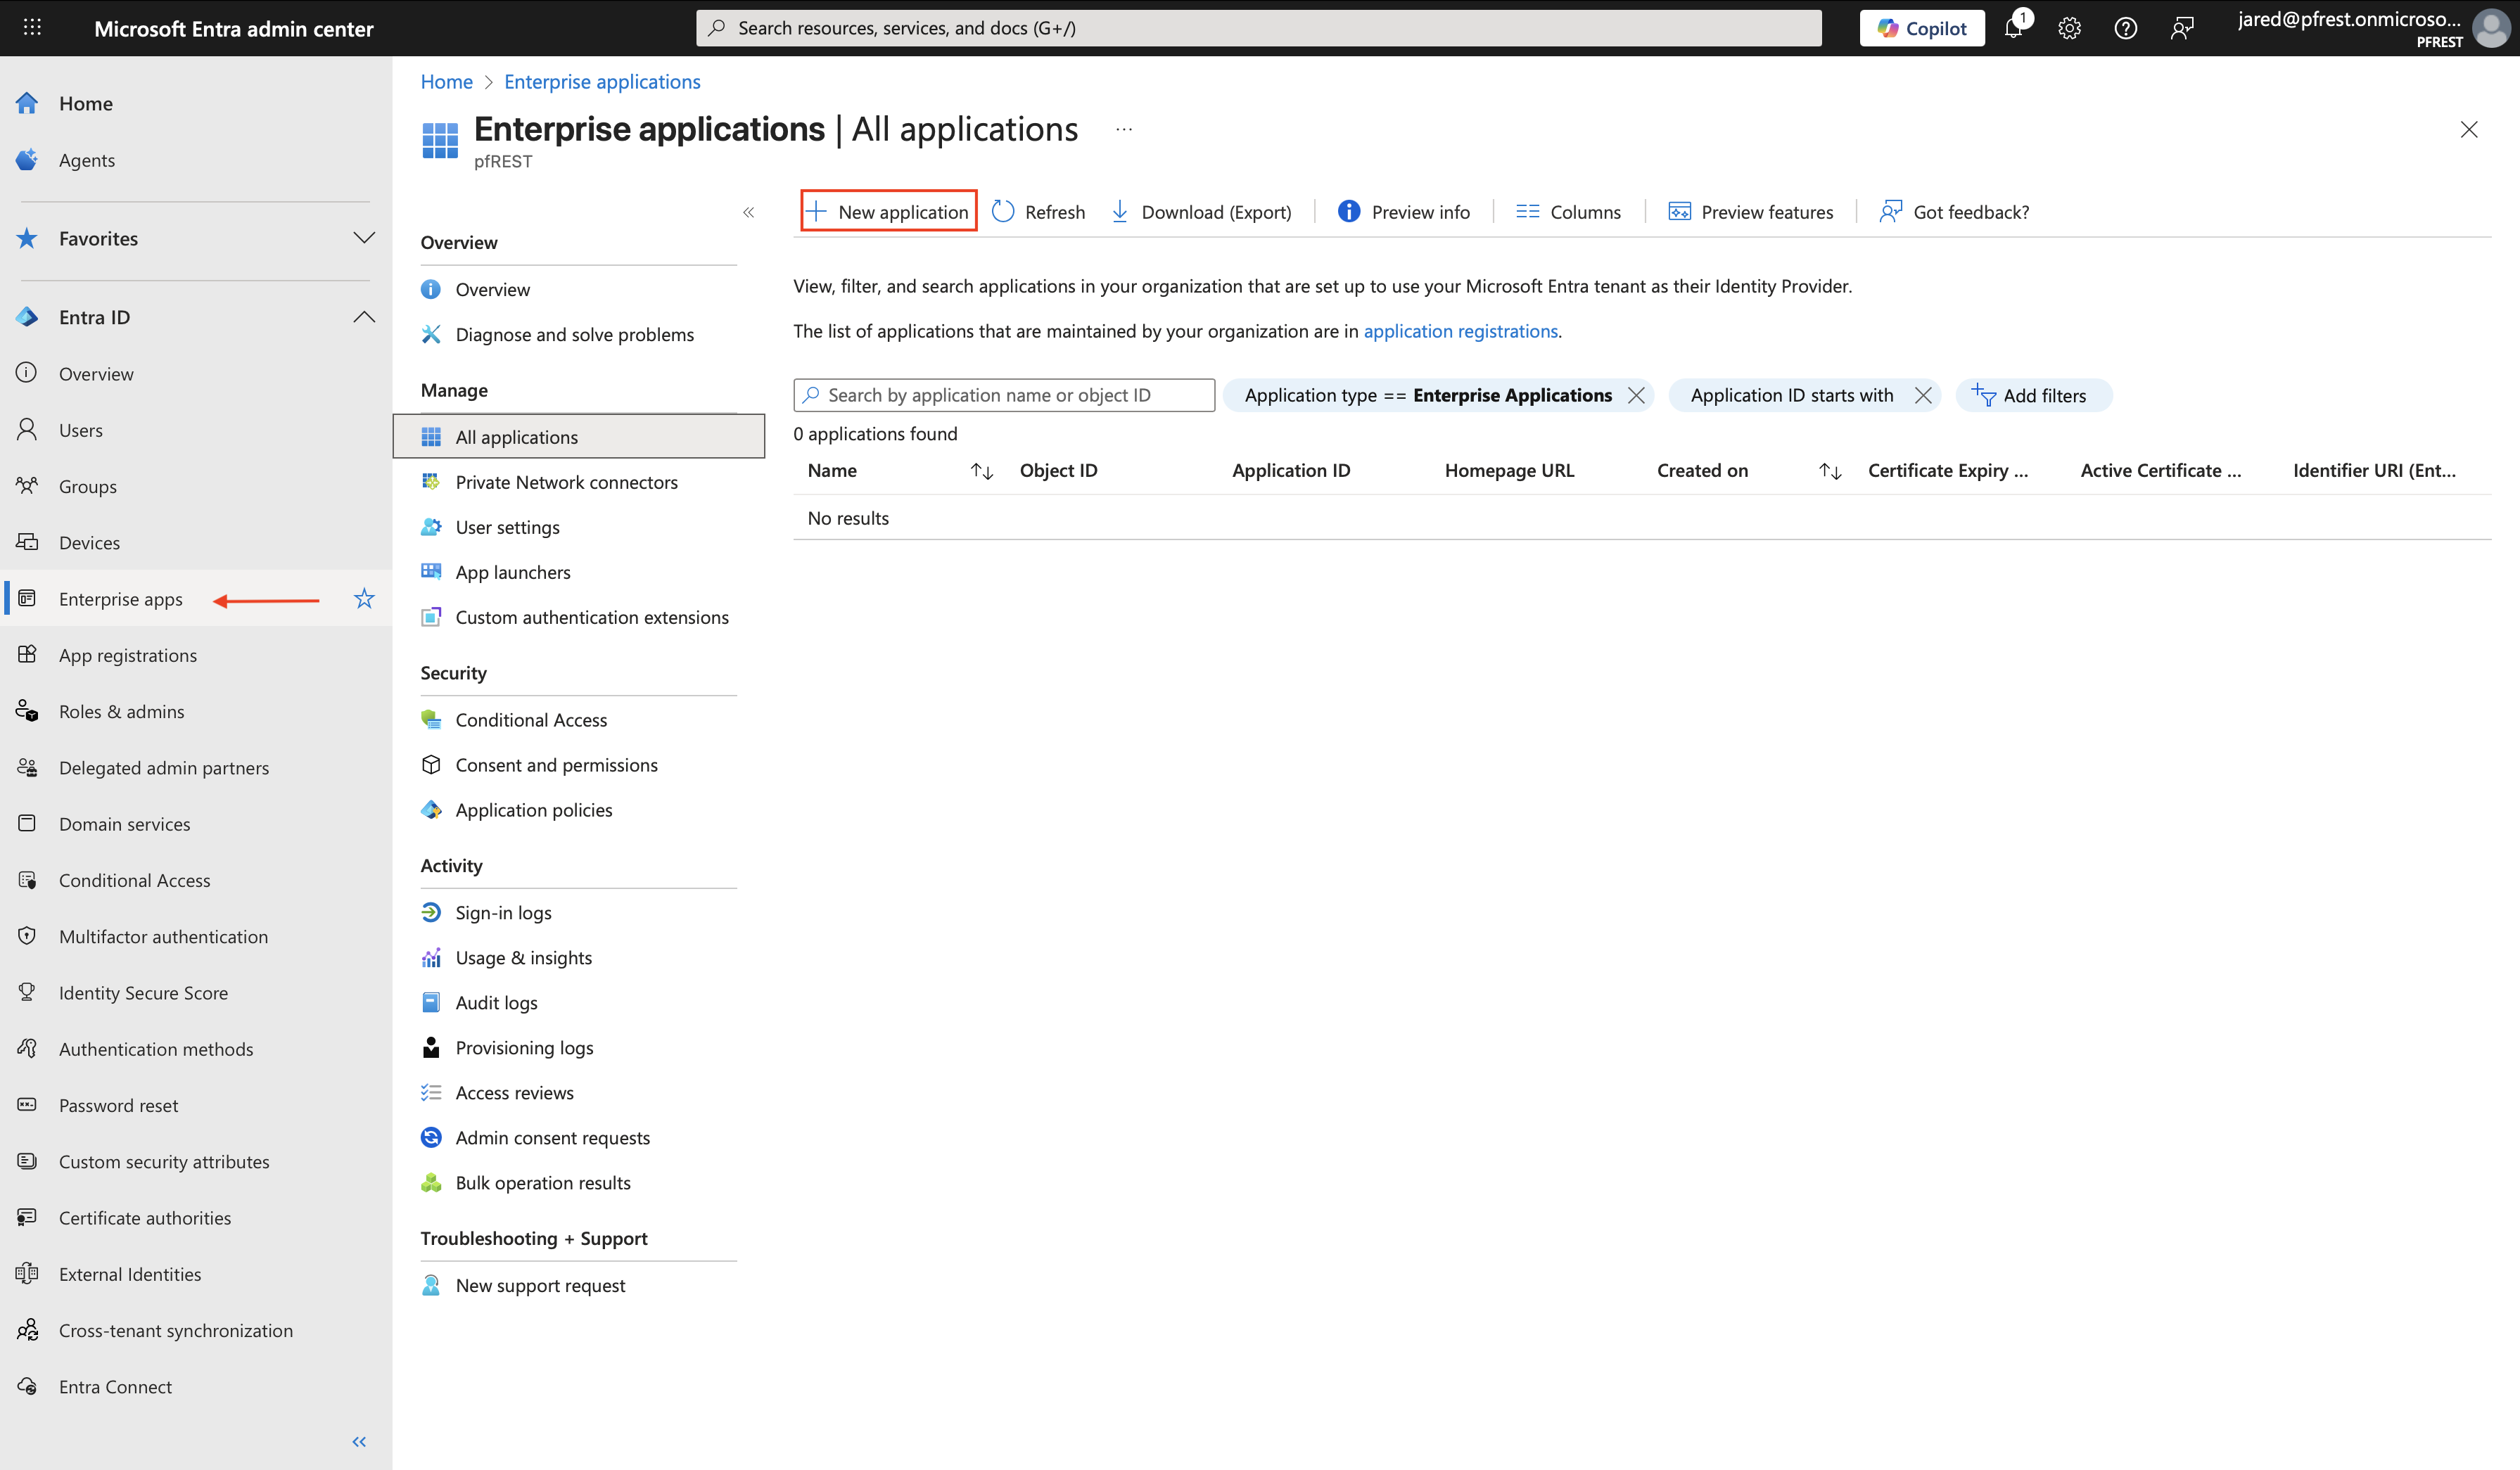 Microsoft Entra admin center
Search resources, services, and docs (G+/)
Copilot
1
jared@pfrest.onmicroso...
PFREST
Home
Agents
Favorites
Entra ID
Overview
Users
Groups
Devices
Enterprise apps
App registrations
Roles & admins
Delegated admin partners
Domain services
Conditional Access
Multifactor authentication
Identity Secure Score
Authentication methods
Password reset
Custom security attributes
Certificate authorities
External Identities
Cross-tenant synchronization
Entra Connect
Home > Enterprise applications
Enterprise applications | All applications ...
pfREST
Overview
Overview
Diagnose and solve problems
Manage
All applications
Private Network connectors
User settings
App launchers
Custom authentication extensions
Security
Conditional Access
Consent and permissions
Application policies
Activity
Sign-in logs
Usage & insights
Audit logs
Provisioning logs
Access reviews
Admin consent requests
Bulk operation results
Troubleshooting + Support
New support request
New application Refresh Download (Export) Preview info Columns Preview features Got feedback?
View, filter, and search applications in your organization that are set up to use your Microsoft Entra tenant as their Identity Provider.
The list of applications that are maintained by your organization are in application registrations.
Search by application name or object ID Application type == Enterprise Applications Application ID starts with Add filters
0 applications found
Name Object ID Application ID Homepage URL Created on Certificate Expiry ... Active Certificate ... Identifier URI (Ent...
No results